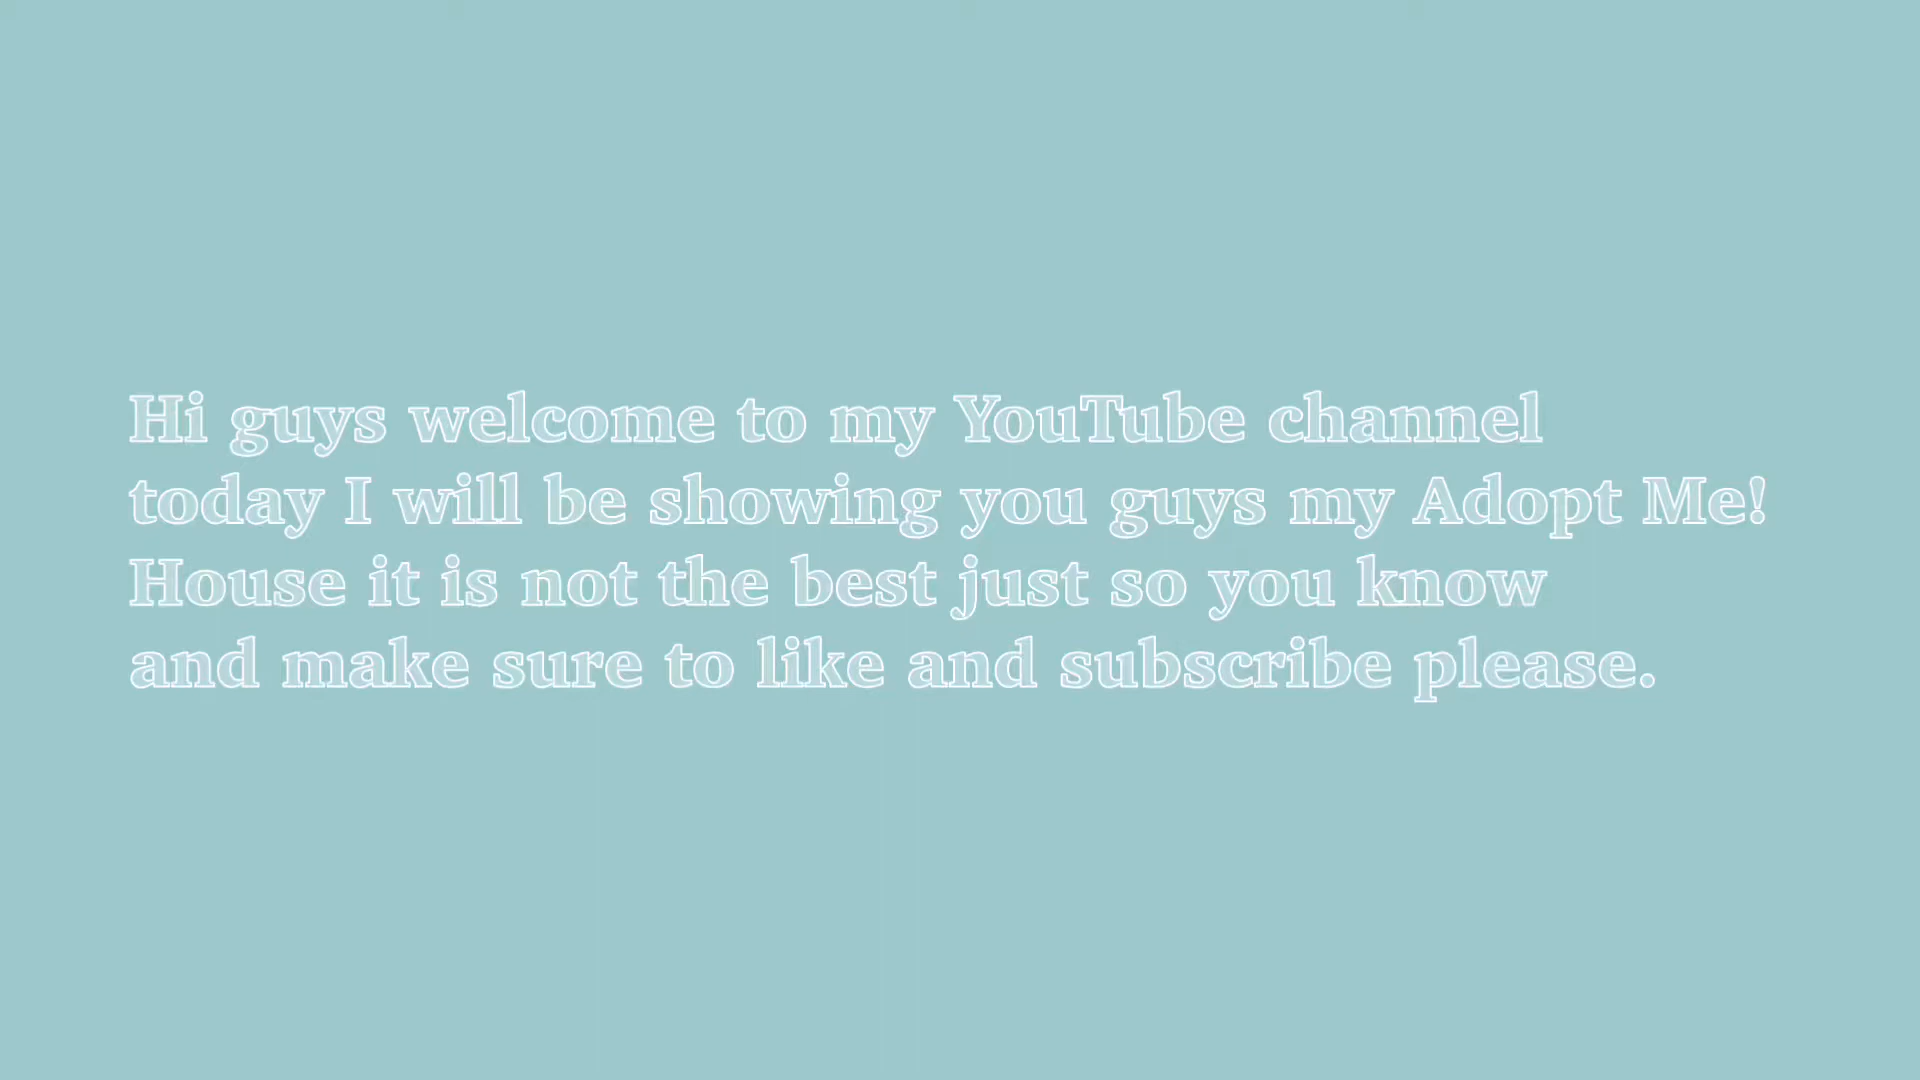 Hi guys welcome to my YouTube channel
today I will be showing you guys my Adopt Me!
House it is not the best just so you know
and make sure to like and subscribe please.